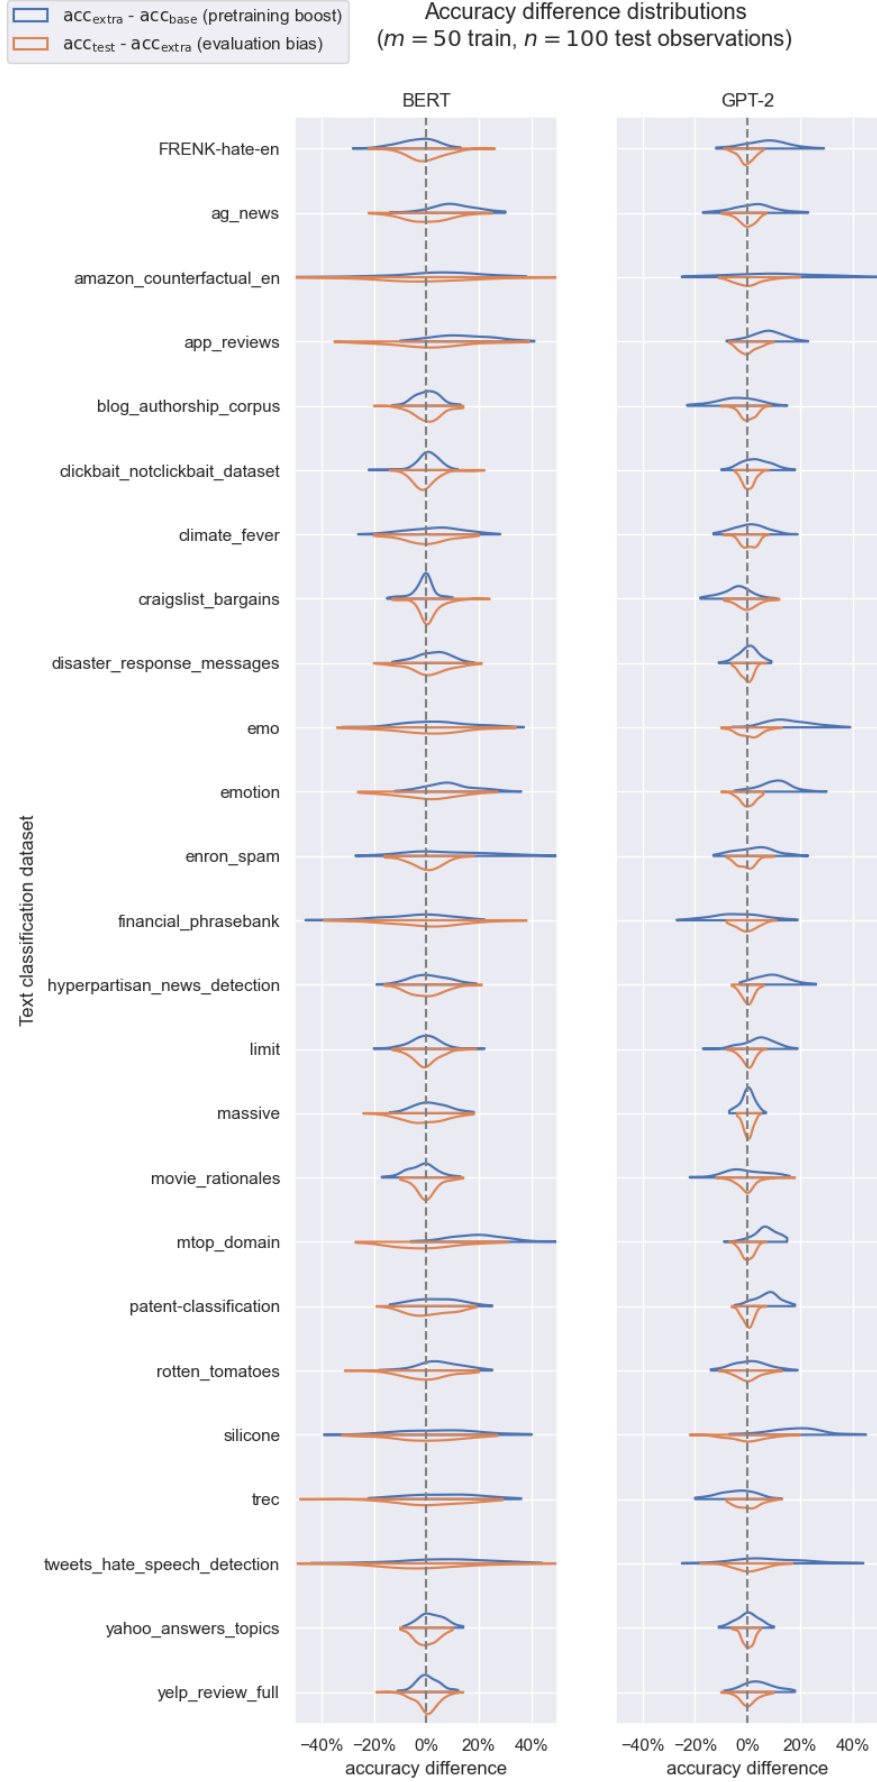 acc_extra - acc_base (pretraining boost)
acc_test - acc_extra (evaluation bias)
Accuracy difference distributions
(m = 50 train, n = 100 test observations)
BERT
GPT-2
Text classification dataset
FRENK-hate-en
ag_news
amazon_counterfactual_en
app_reviews
blog_authorship_corpus
clickbait_notclickbait_dataset
climate_fever
craigslist_bargains
disaster_response_messages
emo
emotion
enron_spam
financial_phrasebank
hyperpartisan_news_detection
limit
massive
movie_rationales
mtop_domain
patent-classification
rotten_tomatoes
silicone
trec
tweets_hate_speech_detection
yahoo_answers_topics
yelp_review_full
−40% −20% 0% 20% 40%
accuracy difference
−40% −20% 0% 20% 40%
accuracy difference